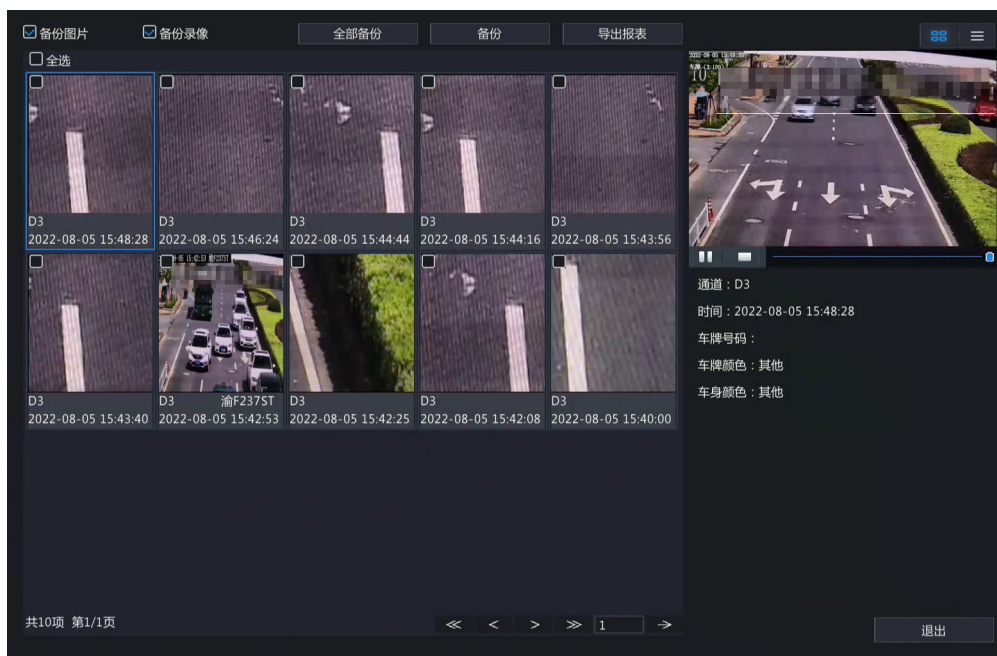 备份图片 备份录像 全部备份 备份 导出报表
全选
D3 D3 D3 D3 D3
2022-08-05 15:48:28 2022-08-05 15:46:24 2022-08-05 15:44:44 2022-08-05 15:44:16 2022-08-05 15:43:56
D3 D3 渝F237ST D3 D3 D3
2022-08-05 15:43:40 2022-08-05 15:42:53 2022-08-05 15:42:25 2022-08-05 15:42:08 2022-08-05 15:40:00
通道：D3
时间：2022-08-05 15:48:28
车牌号码：
车牌颜色：其他
车身颜色：其他
共10项 第1/1页 ≪ < > ≫ 1 →
退出